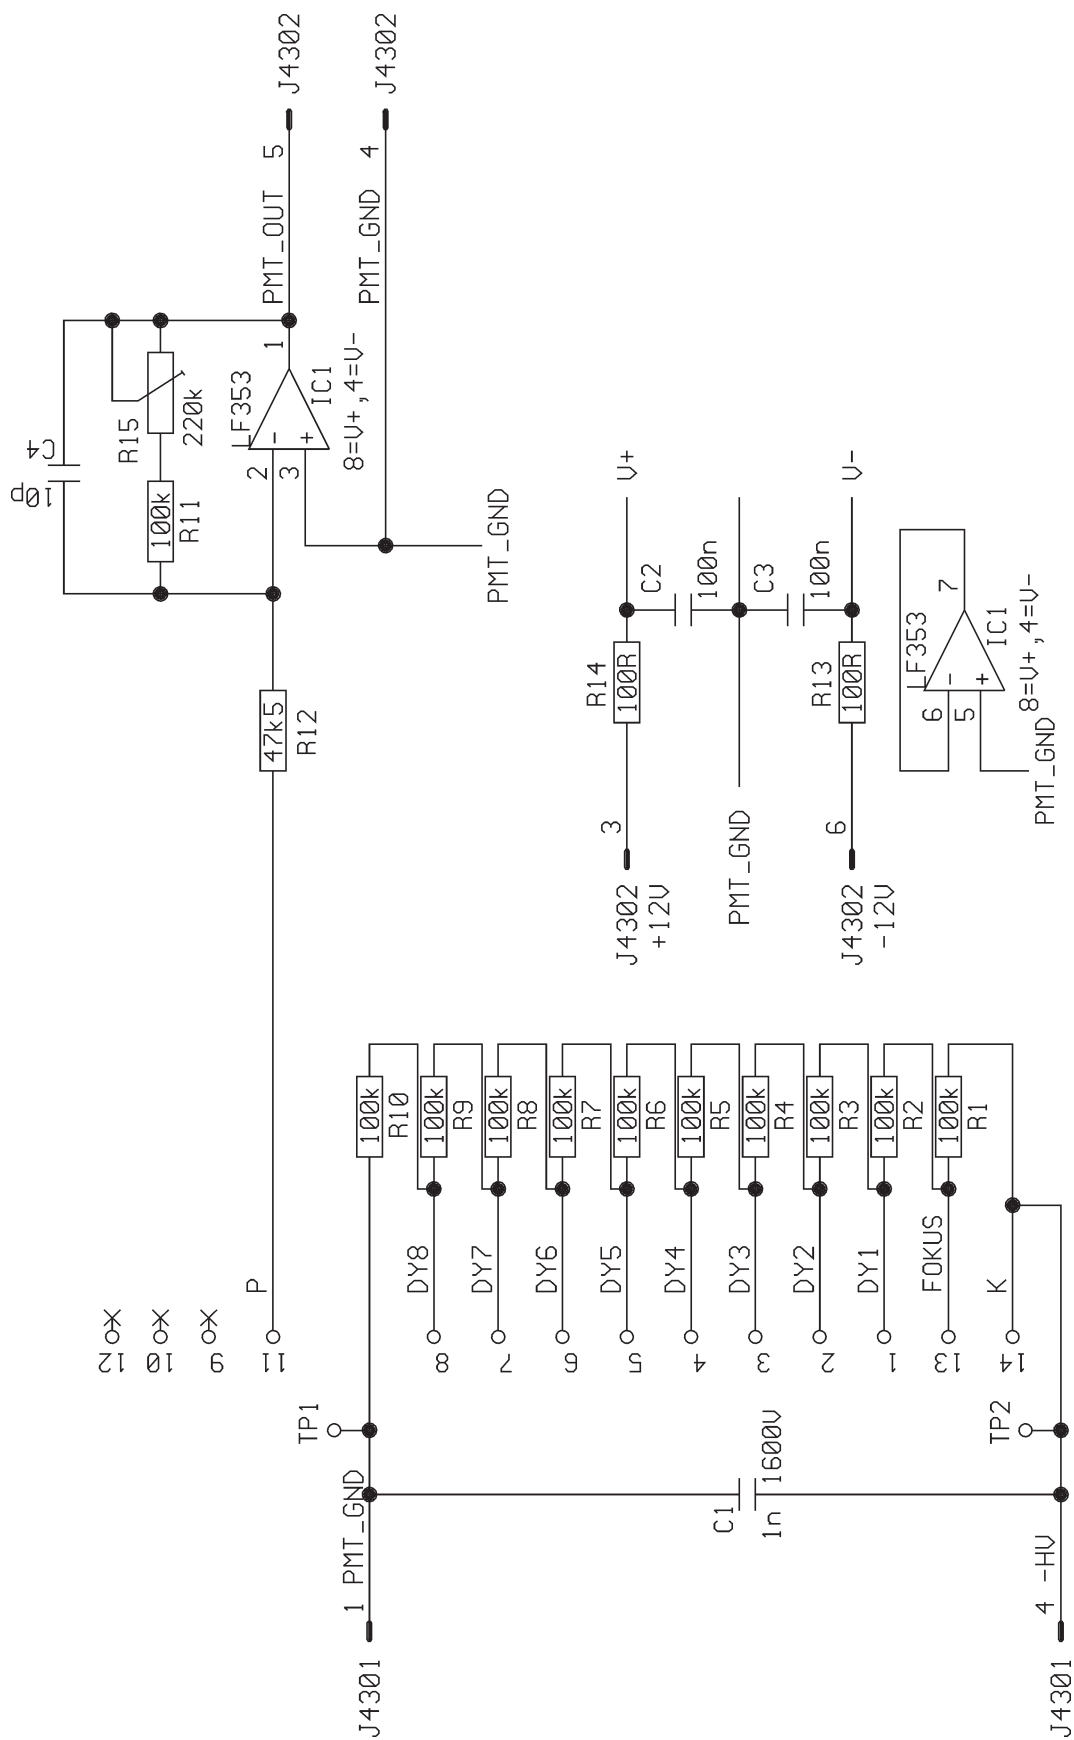 J4302
J4302
5
4
PMT_OUT
PMT_GND
1
LF353
IC1
8=V+,4=V-
2
3
C4
10p
R15
220k
100k
R11
PMT_GND
47k5
R12
V+
V-
C2
100n
C3
100n
R14
100R
R13
100R
3
6
J4302
+12V
PMT_GND
J4302
-12V
LF353
7
IC1
8=V+,4=V-
6
5
PMT_GND
100k
R10
100k
R9
100k
R8
100k
R7
100k
R6
100k
R5
100k
R4
100k
R3
100k
R2
100k
R1
P
DY8
DY7
DY6
DY5
DY4
DY3
DY2
DY1
FOKUS
K
12
10
9
11
8
7
6
5
4
3
2
1
13
14
TP1
TP2
C1
1n
1600V
1 PMT_GND
4 -HV
J4301
J4301